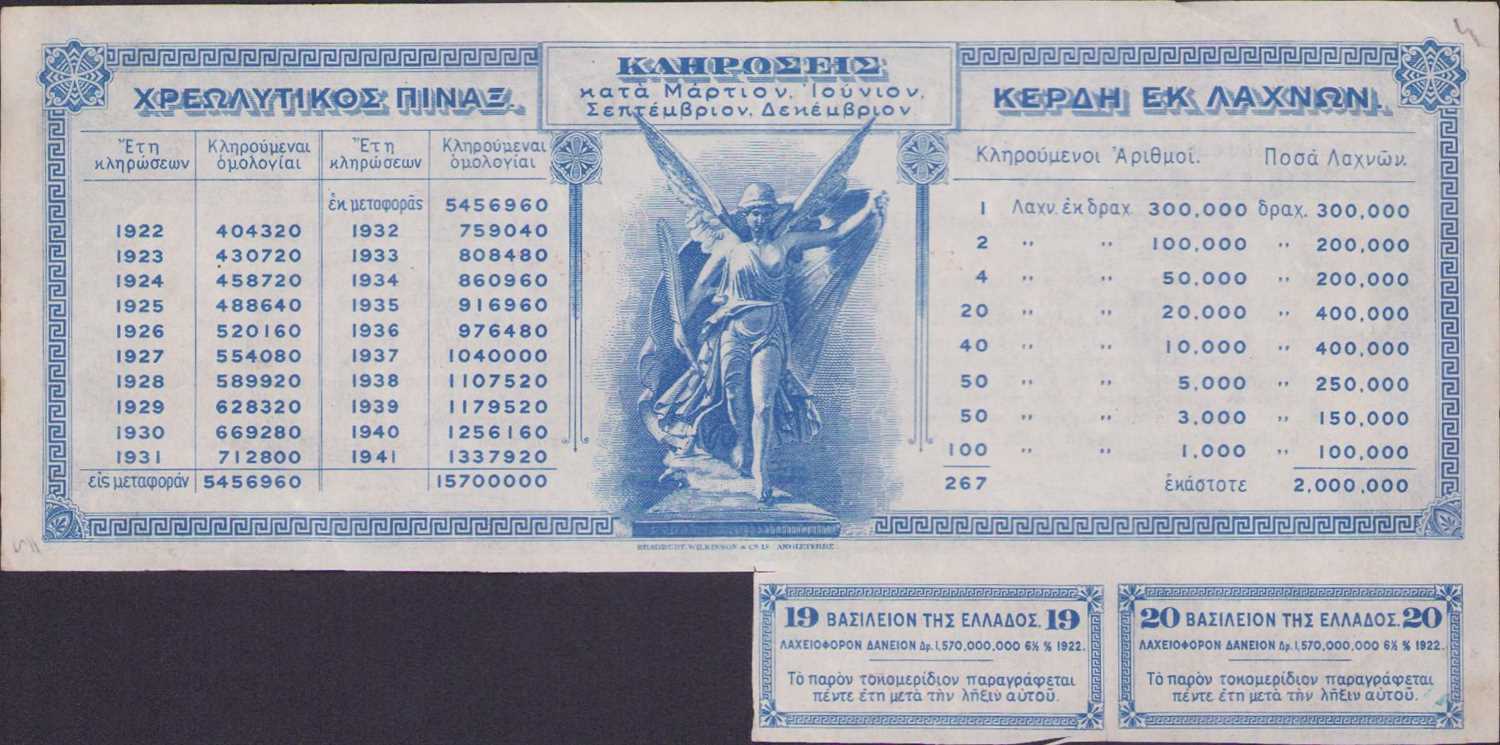 ΚΛΗΡΩΣΕΙΣ
κατὰ Μάρτιον, Ἰούνιον,
Σεπτέμβριον, Δεκέμβριον
ΧΡΕΩΛΥΤΙΚΟΣ ΠΙΝΑΞ.
Ἔτη κληρώσεων Κληρούμεναι ὁμολογίαι Ἔτη κληρώσεων Κληρούμεναι ὁμολογίαι
ἐκ μεταφορᾶς 5456960
1922 404320 1932 759040
1923 430720 1933 808480
1924 458720 1934 860960
1925 488640 1935 916960
1926 520160 1936 976480
1927 554080 1937 1040000
1928 589920 1938 1107520
1929 628320 1939 1179520
1930 669280 1940 1256160
1931 712800 1941 1337920
εἰς μεταφοράν 5456960 15700000
ΚΕΡΔΗ ΕΚ ΛΑΧΝΩΝ.
Κληρούμενοι Ἀριθμοί. Ποσὰ Λαχνῶν.
1 Λαχν. ἐκ δραχ. 300,000 δραχ. 300,000
2 " " 100,000 " 200,000
4 " " 50,000 " 200,000
20 " " 20,000 " 400,000
40 " " 10,000 " 400,000
50 " " 5,000 " 250,000
50 " " 3,000 " 150,000
100 " " 1,000 " 100,000
267 ἑκάστοτε 2,000,000
BRADBURY, WILKINSON & Cº Lᴰ ANGLETERRE
19 ΒΑΣΙΛΕΙΟΝ ΤΗΣ ΕΛΛΑΔΟΣ. 19
ΛΑΧΕΙΟΦΟΡΟΝ ΔΑΝΕΙΟΝ Δρ. 1,570,000,000 6½ % 1922.
Τὸ παρὸν τοκομερίδιον παραγράφεται
πέντε ἔτη μετὰ τὴν λῆξιν αὐτοῦ.
20 ΒΑΣΙΛΕΙΟΝ ΤΗΣ ΕΛΛΑΔΟΣ. 20
ΛΑΧΕΙΟΦΟΡΟΝ ΔΑΝΕΙΟΝ Δρ. 1,570,000,000 6½ % 1922.
Τὸ παρὸν τοκομερίδιον παραγράφεται
πέντε ἔτη μετὰ τὴν λῆξιν αὐτοῦ.